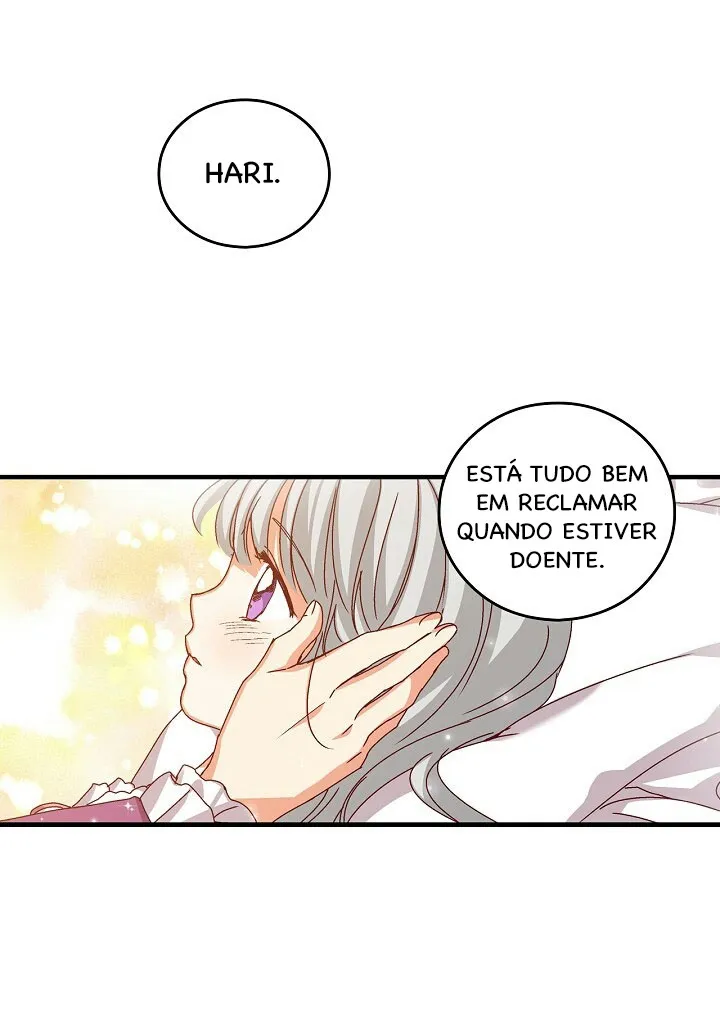 HARI.
ESTÁ TUDO BEM
EM RECLAMAR
QUANDO ESTIVER
DOENTE.